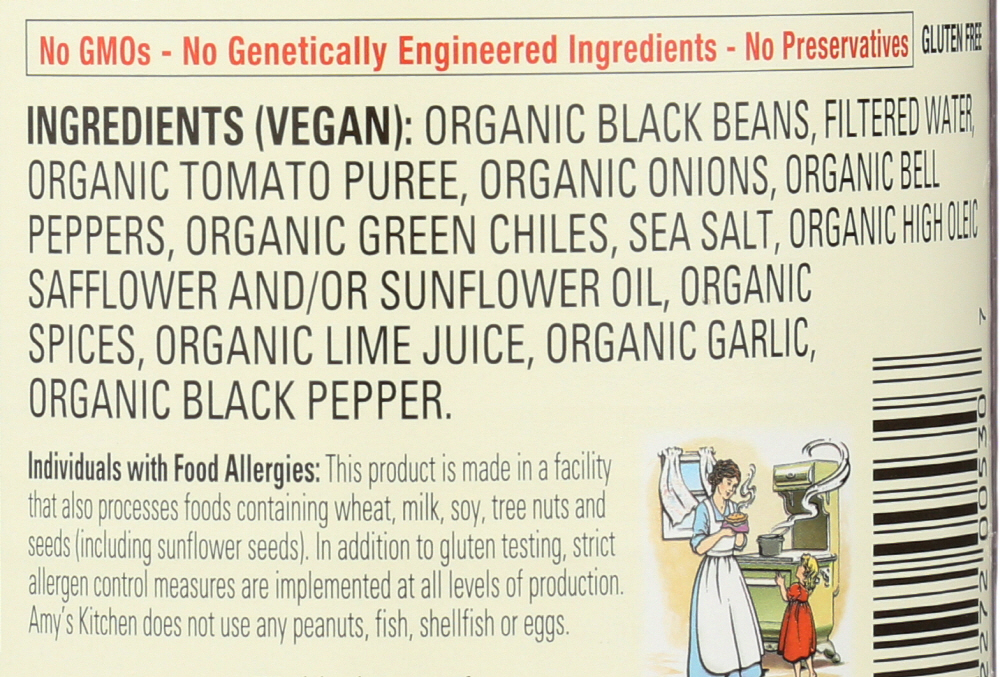 No GMOs - No Genetically Engineered Ingredients - No Preservatives GLUTEN FREE
INGREDIENTS (VEGAN): ORGANIC BLACK BEANS, FILTERED WATER,
ORGANIC TOMATO PUREE, ORGANIC ONIONS, ORGANIC BELL
PEPPERS, ORGANIC GREEN CHILES, SEA SALT, ORGANIC HIGH OLEIC
SAFFLOWER AND/OR SUNFLOWER OIL, ORGANIC
SPICES, ORGANIC LIME JUICE, ORGANIC GARLIC,
ORGANIC BLACK PEPPER.
Individuals with Food Allergies: This product is made in a facility
that also processes foods containing wheat, milk, soy, tree nuts and
seeds (including sunflower seeds). In addition to gluten testing, strict
allergen control measures are implemented at all levels of production.
Amy's Kitchen does not use any peanuts, fish, shellfish or eggs.